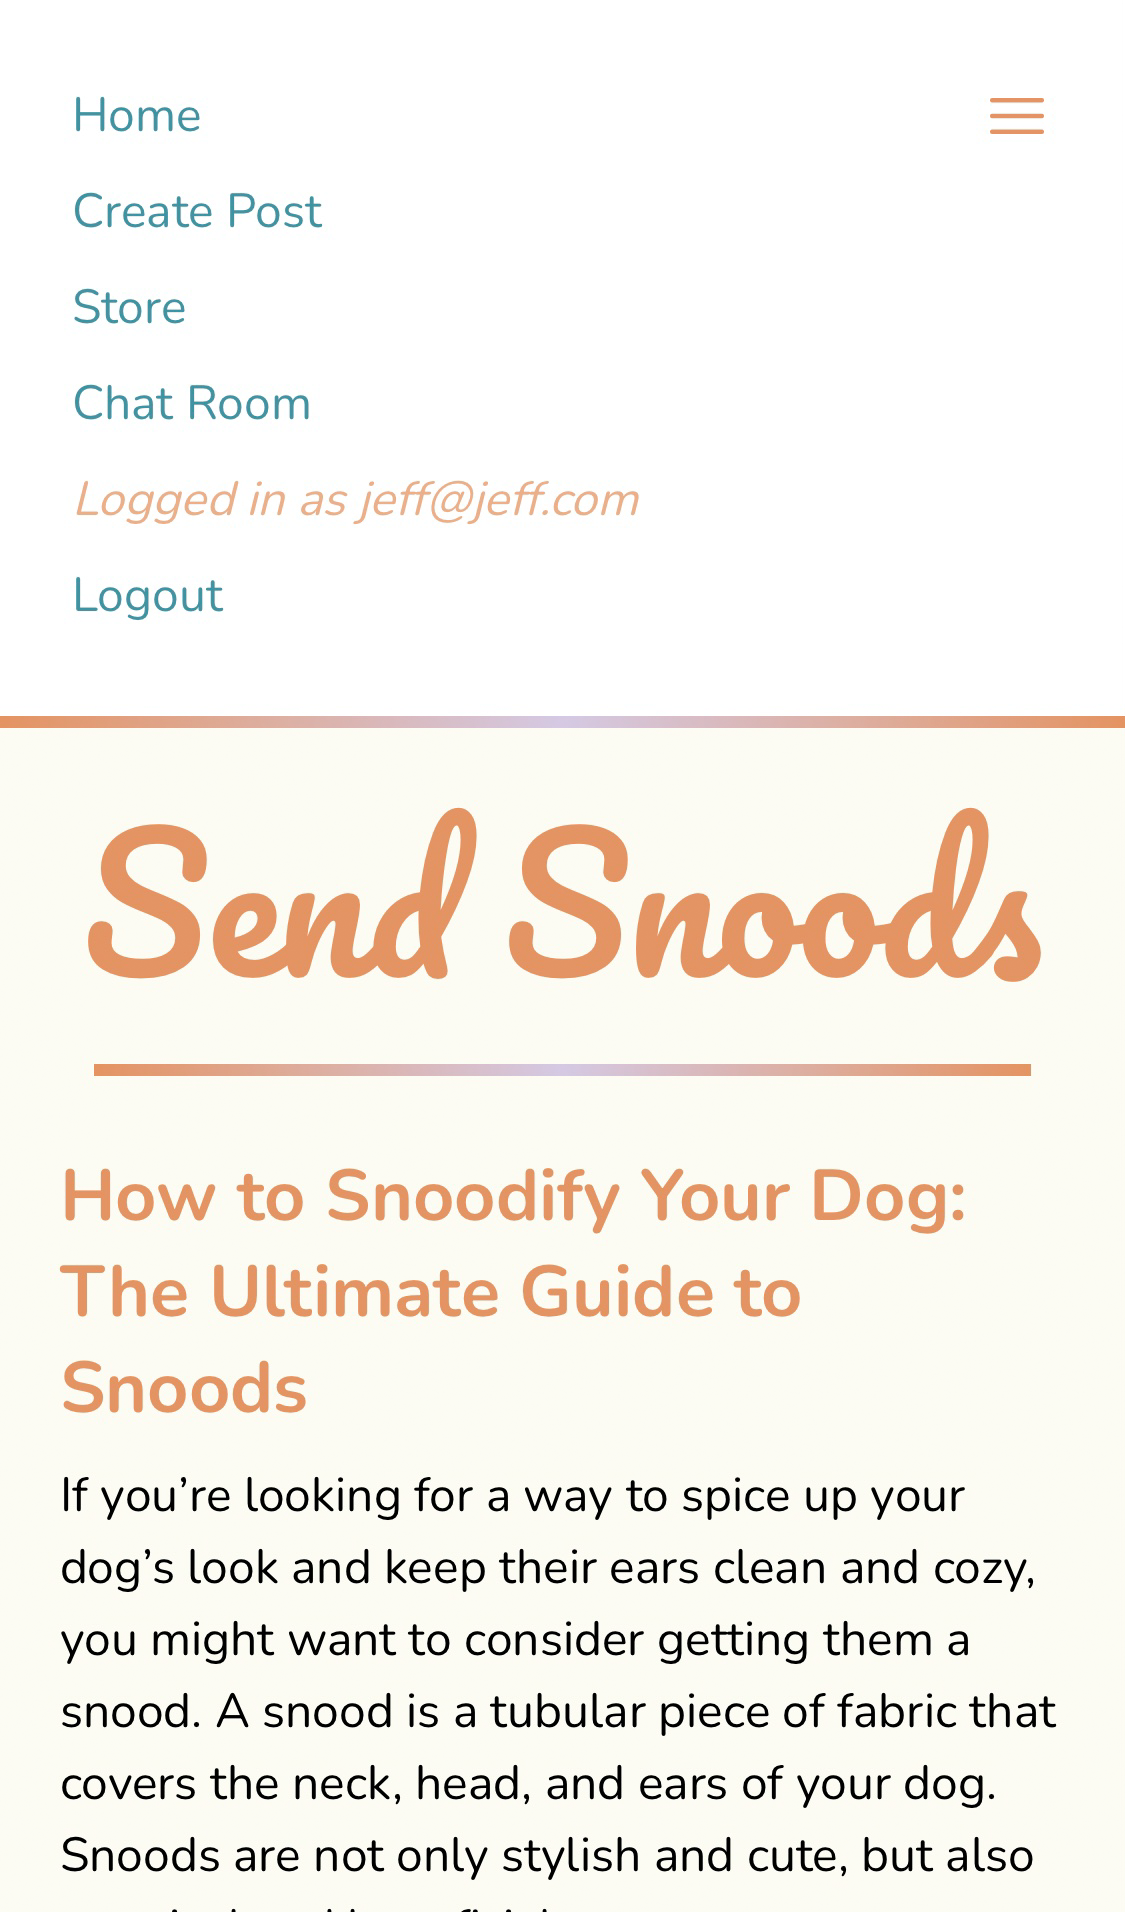 Home
Create Post
Store
Chat Room
Logged in as jeff@jeff.com
Logout
Send Snoods
How to Snoodify Your Dog:
The Ultimate Guide to
Snoods
If you’re looking for a way to spice up your
dog’s look and keep their ears clean and cozy,
you might want to consider getting them a
snood. A snood is a tubular piece of fabric that
covers the neck, head, and ears of your dog.
Snoods are not only stylish and cute, but also